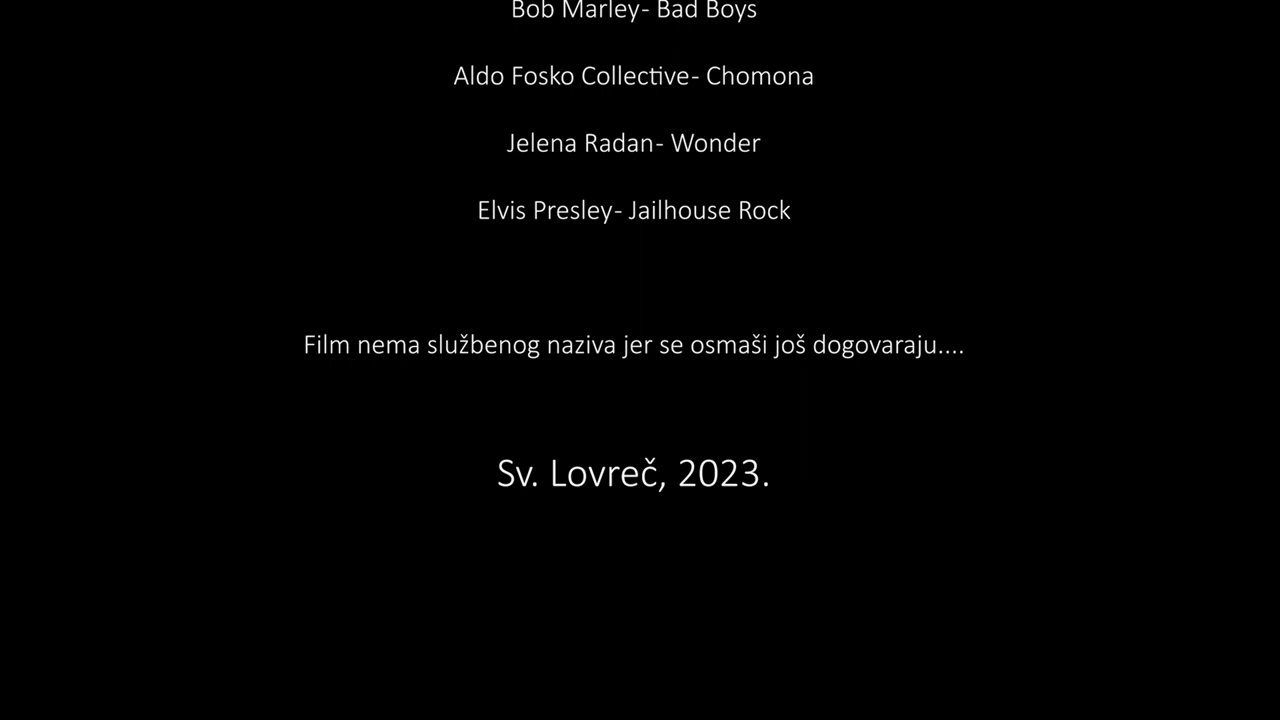 Bob Marley- Bad Boys
Aldo Fosko Collective- Chomona
Jelena Radan- Wonder
Elvis Presley- Jailhouse Rock
Film nema službenog naziva jer se osmaši još dogovaraju....
Sv. Lovreč, 2023.